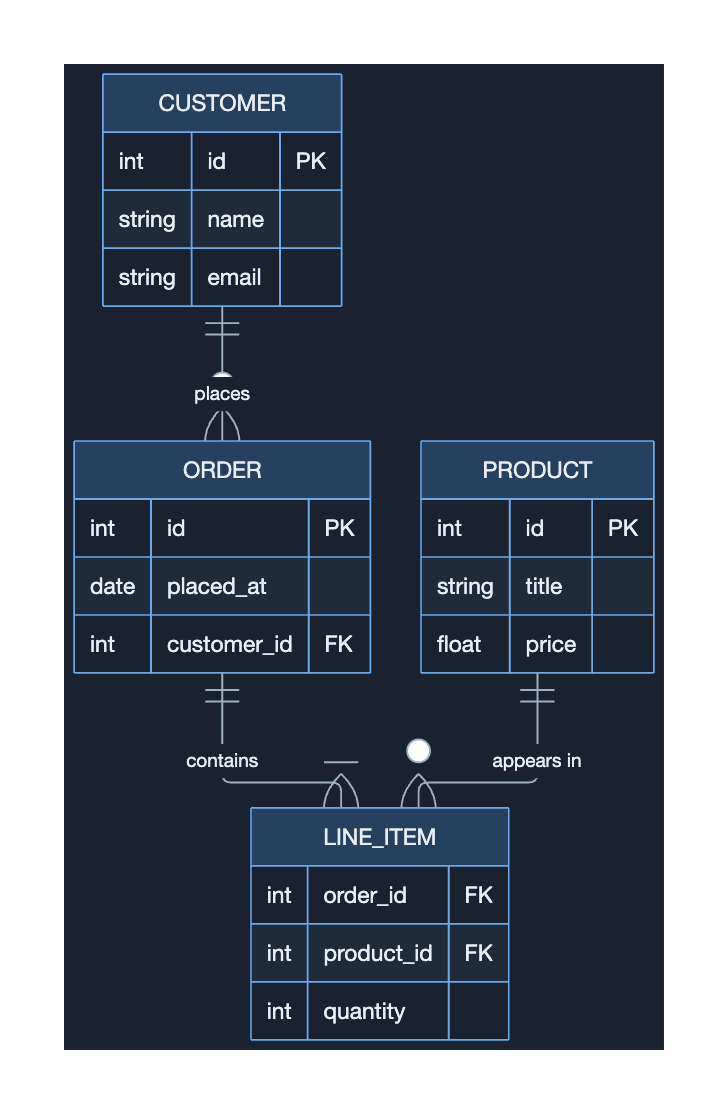 CUSTOMER
int id PK
string name
string email
places
ORDER
int id PK
date placed_at
int customer_id FK
PRODUCT
int id PK
string title
float price
contains
appears in
LINE_ITEM
int order_id FK
int product_id FK
int quantity